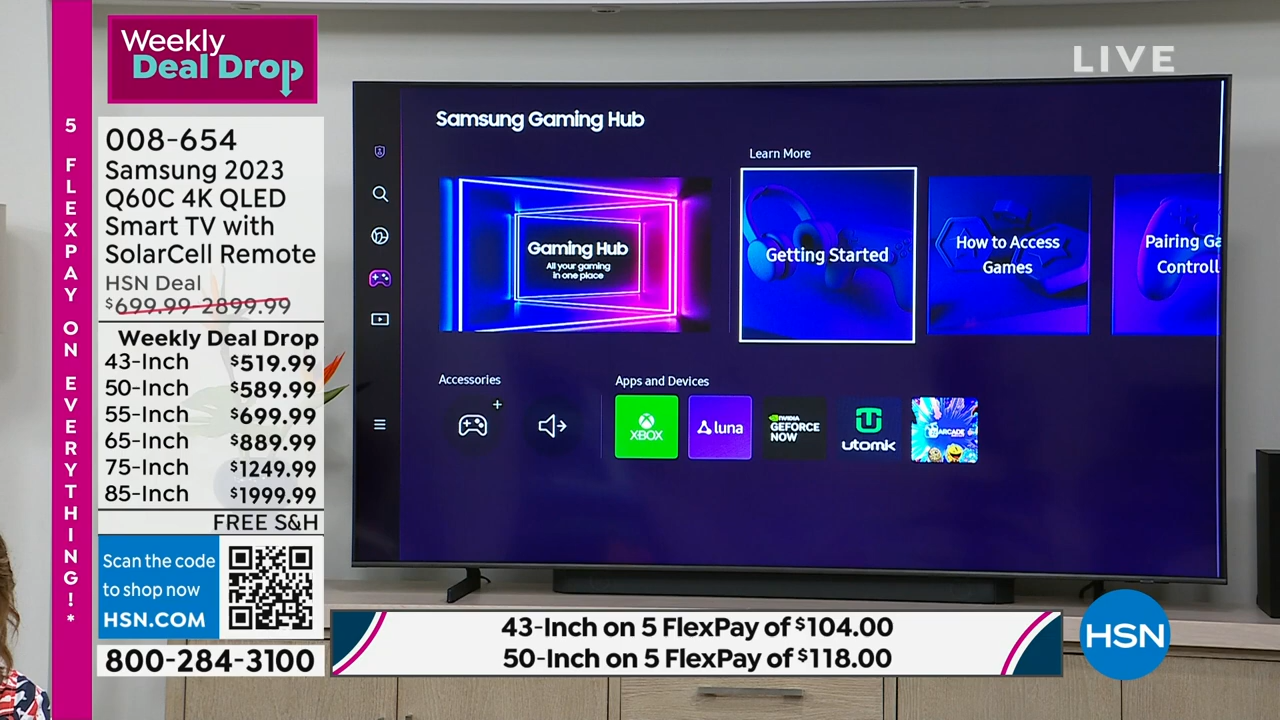 Weekly
Deal Drop
5 FLEXPAY ON EVERYTHING!*
008-654
Samsung 2023
Q60C 4K QLED
Smart TV with
SolarCell Remote
HSN Deal
$699.99-2899.99
Weekly Deal Drop
43-Inch $519.99
50-Inch $589.99
55-Inch $699.99
65-Inch $889.99
75-Inch $1249.99
85-Inch $1999.99
FREE S&H
Scan the code
to shop now
HSN.COM
800-284-3100
LIVE
Samsung Gaming Hub
Learn More
Gaming Hub
All your gaming
in one place
Getting Started
How to Access
Games
Pairing Ga
Controll
Accessories
Apps and Devices
XBOX
luna
NVIDIA
GEFORCE
NOW
utomik
ARCADE
43-Inch on 5 FlexPay of $104.00
50-Inch on 5 FlexPay of $118.00
HSN